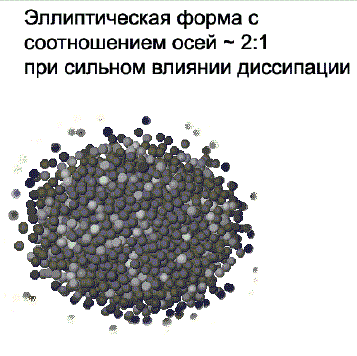 Эллиптическая форма с
соотношением осей ~ 2:1
при сильном влиянии диссипации